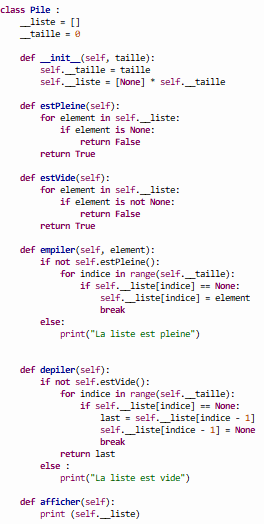 class Pile :
    __liste = []
    __taille = 0

    def __init__(self, taille):
        self.__taille = taille
        self.__liste = [None] * self.__taille

    def estPleine(self):
        for element in self.__liste:
            if element is None:
                return False
        return True

    def estVide(self):
        for element in self.__liste:
            if element is not None:
                return False
        return True

    def empiler(self, element):
        if not self.estPleine():
            for indice in range(self.__taille):
                if self.__liste[indice] == None:
                    self.__liste[indice] = element
                    break
        else:
            print("La liste est pleine")


    def depiler(self):
        if not self.estVide():
            for indice in range(self.__taille):
                if self.__liste[indice] == None:
                    last = self.__liste[indice - 1]
                    self.__liste[indice - 1] = None
                    break
            return last
        else :
            print("La liste est vide")

    def afficher(self):
        print (self.__liste)